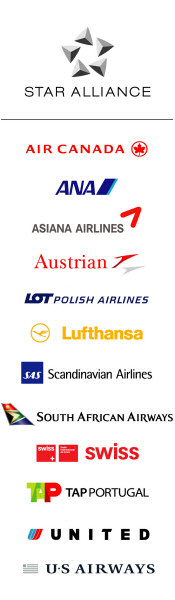 STAR ALLIANCE
AIR CANADA
ANA
ASIANA AIRLINES
Austrian
LOT POLISH AIRLINES
Lufthansa
SAS Scandinavian Airlines
SOUTH AFRICAN AIRWAYS
swiss swiss
TAP TAP PORTUGAL
UNITED
U·S AIRWAYS